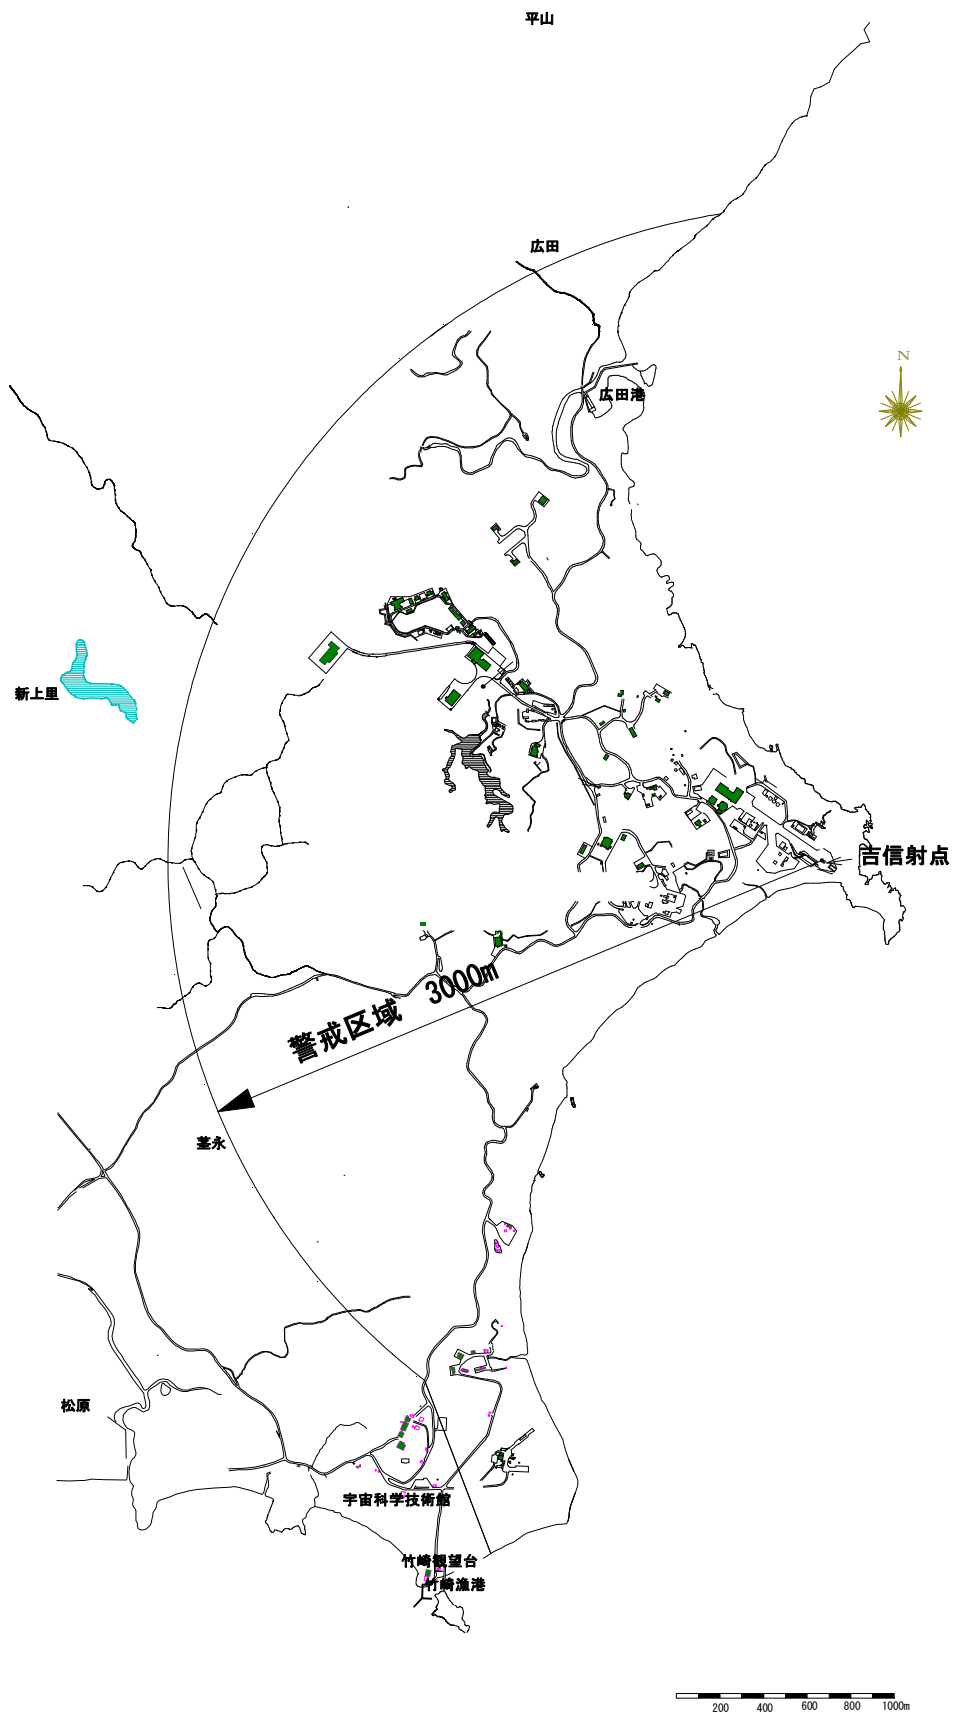 平山
広田
N
広田港
新上里
吉信射点
警戒区域 3000m
茎永
松原
宇宙科学技術館
竹崎観望台
竹崎漁港
200 400 600 800 1000m